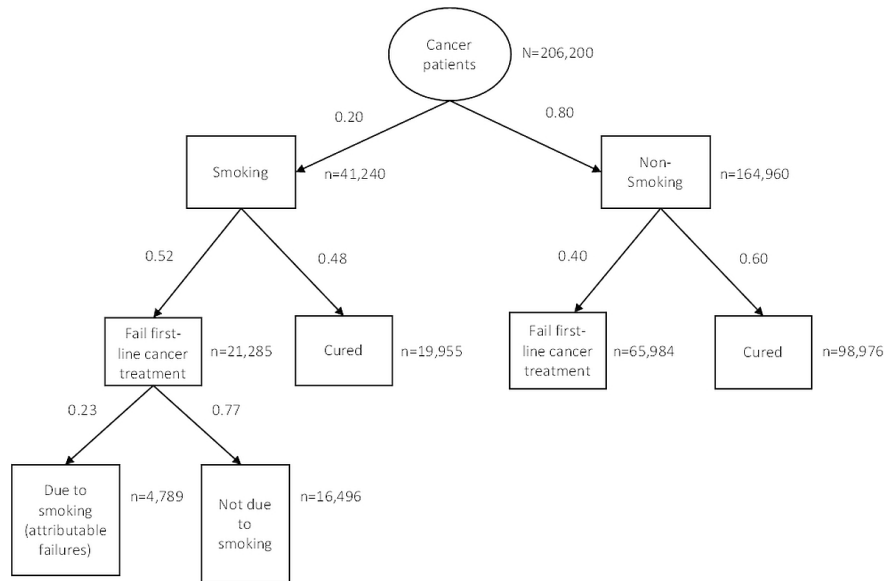 Cancer
patients
N=206,200
0.20
0.80
Smoking
n=41,240
Non-
Smoking
n=164,960
0.52
0.48
0.40
0.60
Fail first-
line cancer
treatment
n=21,285
Cured
n=19,955
Fail first-
line cancer
treatment
n=65,984
Cured
n=98,976
0.23
0.77
Due to
smoking
(attributable
failures)
n=4,789
Not due
to
smoking
n=16,496